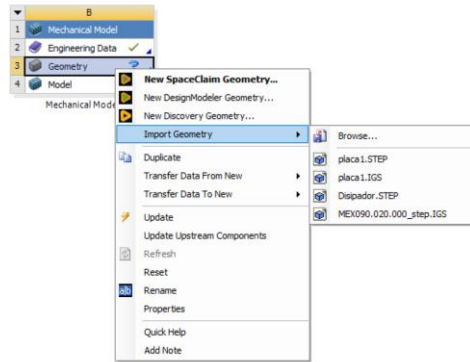 B
1 Mechanical Model
2 Engineering Data
3 Geometry
4 Model
Mechanical Mode
New SpaceClaim Geometry...
New DesignModeler Geometry...
New Discovery Geometry...
Import Geometry
Duplicate
Transfer Data From New
Transfer Data To New
Update
Update Upstream Components
Refresh
Reset
Rename
Properties
Quick Help
Add Note
Browse...
placa1.STEP
placa1.IGS
Disipador.STEP
MEX090.020.000_step.IGS